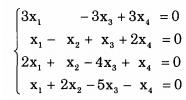 3x₁ - 3x₃ + 3x₄ = 0
x₁ - x₂ + x₃ + 2x₄ = 0
2x₁ + x₂ - 4x₃ + x₄ = 0
x₁ + 2x₂ - 5x₃ - x₄ = 0